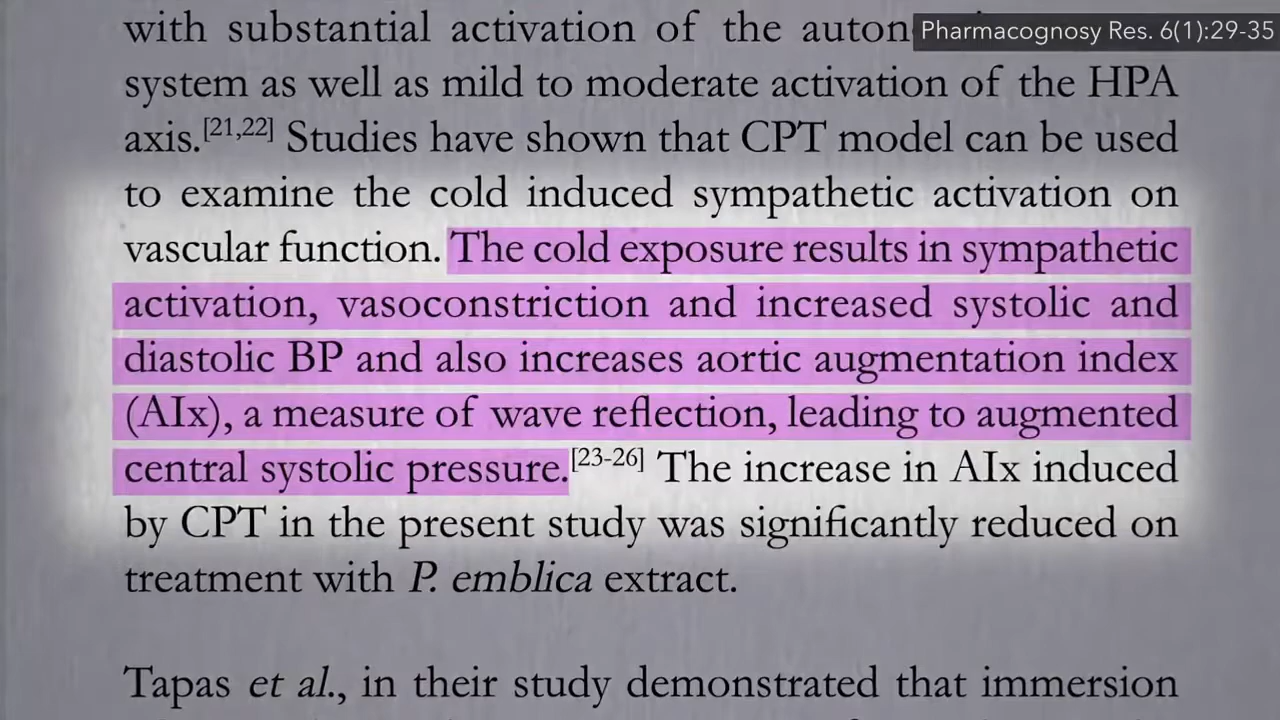 with substantial activation of the auton
Pharmacognosy Res. 6(1):29-35
system as well as mild to moderate activation of the HPA
axis.[21,22] Studies have shown that CPT model can be used
to examine the cold induced sympathetic activation on
vascular function. The cold exposure results in sympathetic
activation, vasoconstriction and increased systolic and
diastolic BP and also increases aortic augmentation index
(AIx), a measure of wave reflection, leading to augmented
central systolic pressure.[23-26] The increase in AIx induced
by CPT in the present study was significantly reduced on
treatment with P. emblica extract.
Tapas et al., in their study demonstrated that immersion